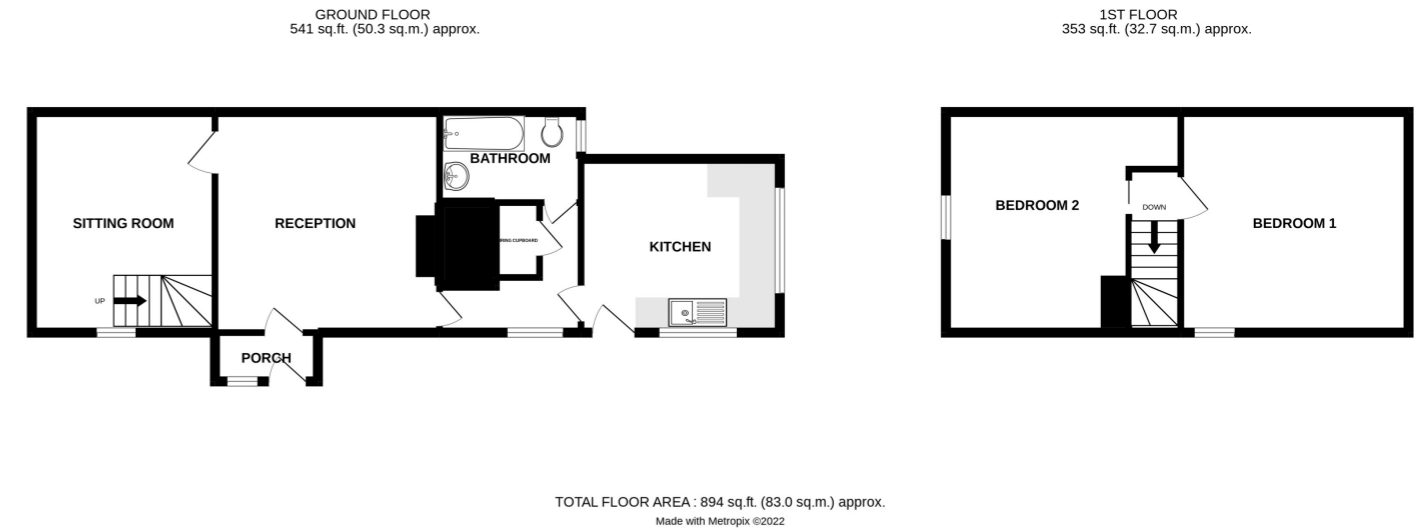 GROUND FLOOR
541 sq.ft. (50.3 sq.m.) approx.
1ST FLOOR
353 sq.ft. (32.7 sq.m.) approx.
BATHROOM
SITTING ROOM
RECEPTION
CUPBOARD
KITCHEN
UP
PORCH
BEDROOM 2
DOWN
BEDROOM 1
TOTAL FLOOR AREA : 894 sq.ft. (83.0 sq.m.) approx.
Made with Metropix ©2022